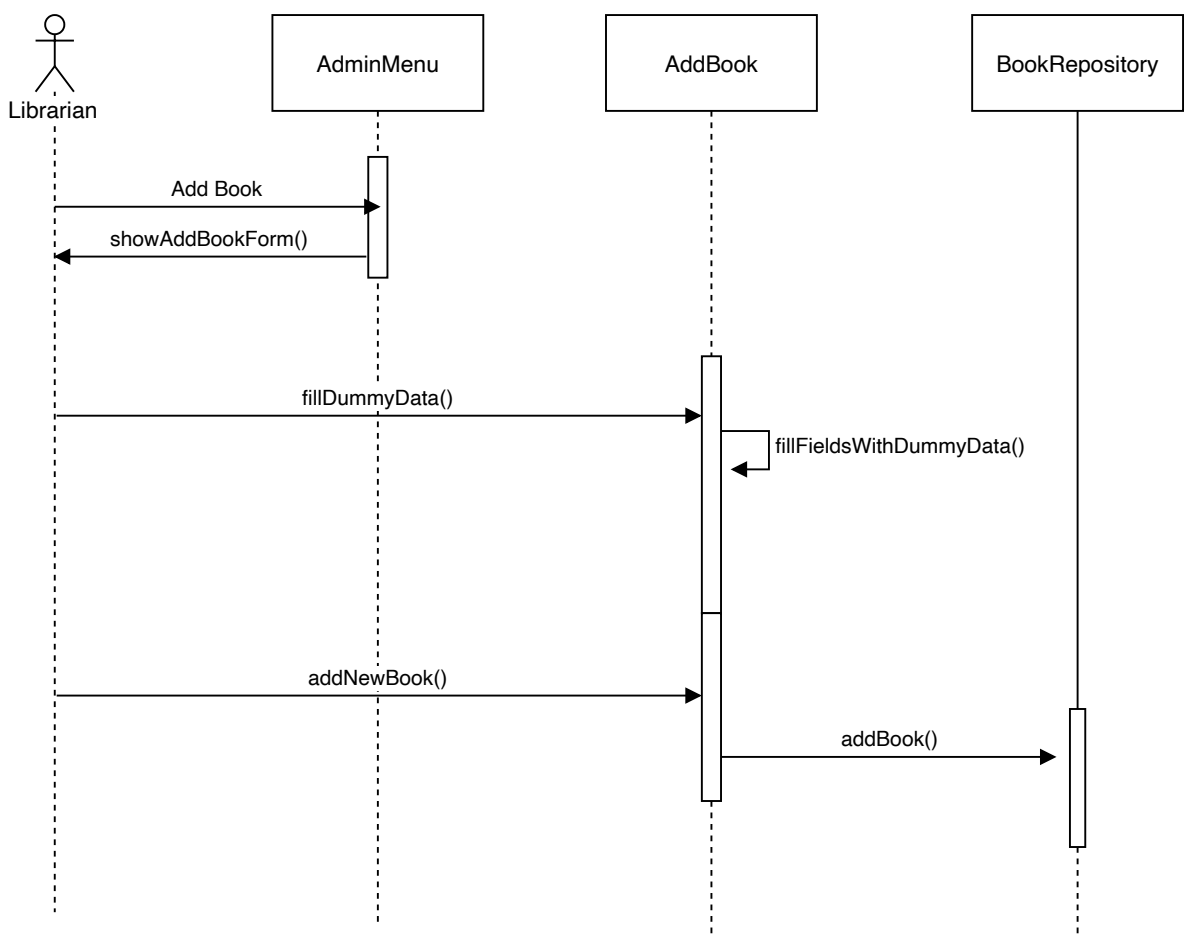 Librarian
AdminMenu
AddBook
BookRepository
Add Book
showAddBookForm()
fillDummyData()
fillFieldsWithDummyData()
addNewBook()
addBook()